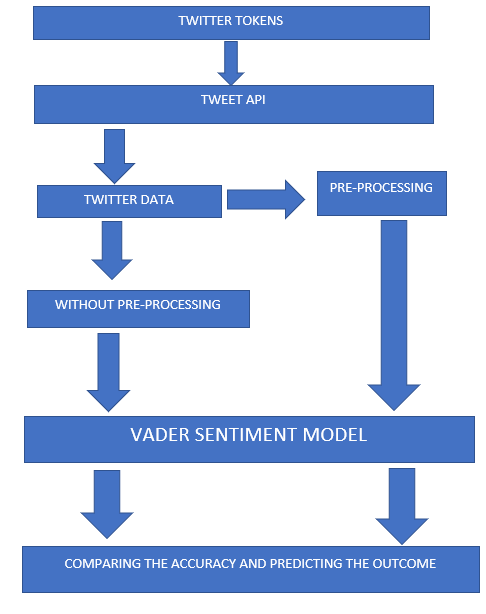 TWITTER TOKENS
TWEET API
TWITTER DATA
PRE-PROCESSING
WITHOUT PRE-PROCESSING
VADER SENTIMENT MODEL
COMPARING THE ACCURACY AND PREDICTING THE OUTCOME